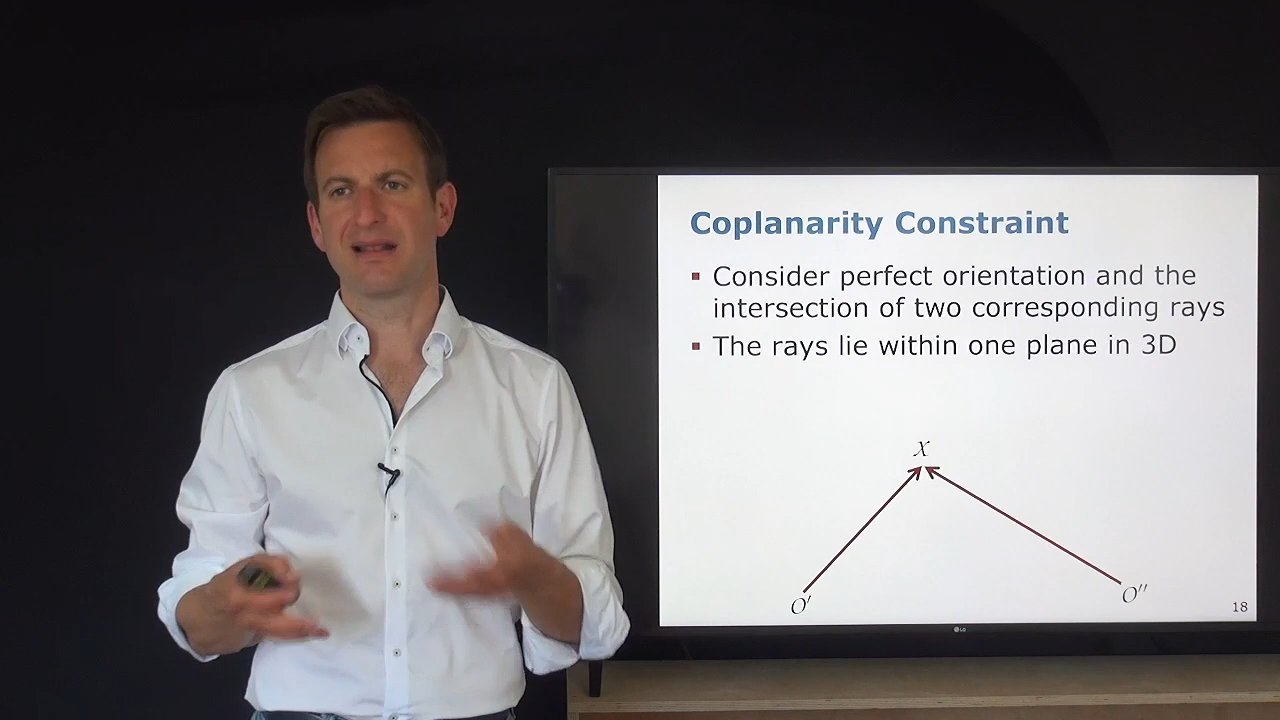 Coplanarity Constraint
Consider perfect orientation and the
intersection of two corresponding rays
The rays lie within one plane in 3D
X
O'
O''
18
LG